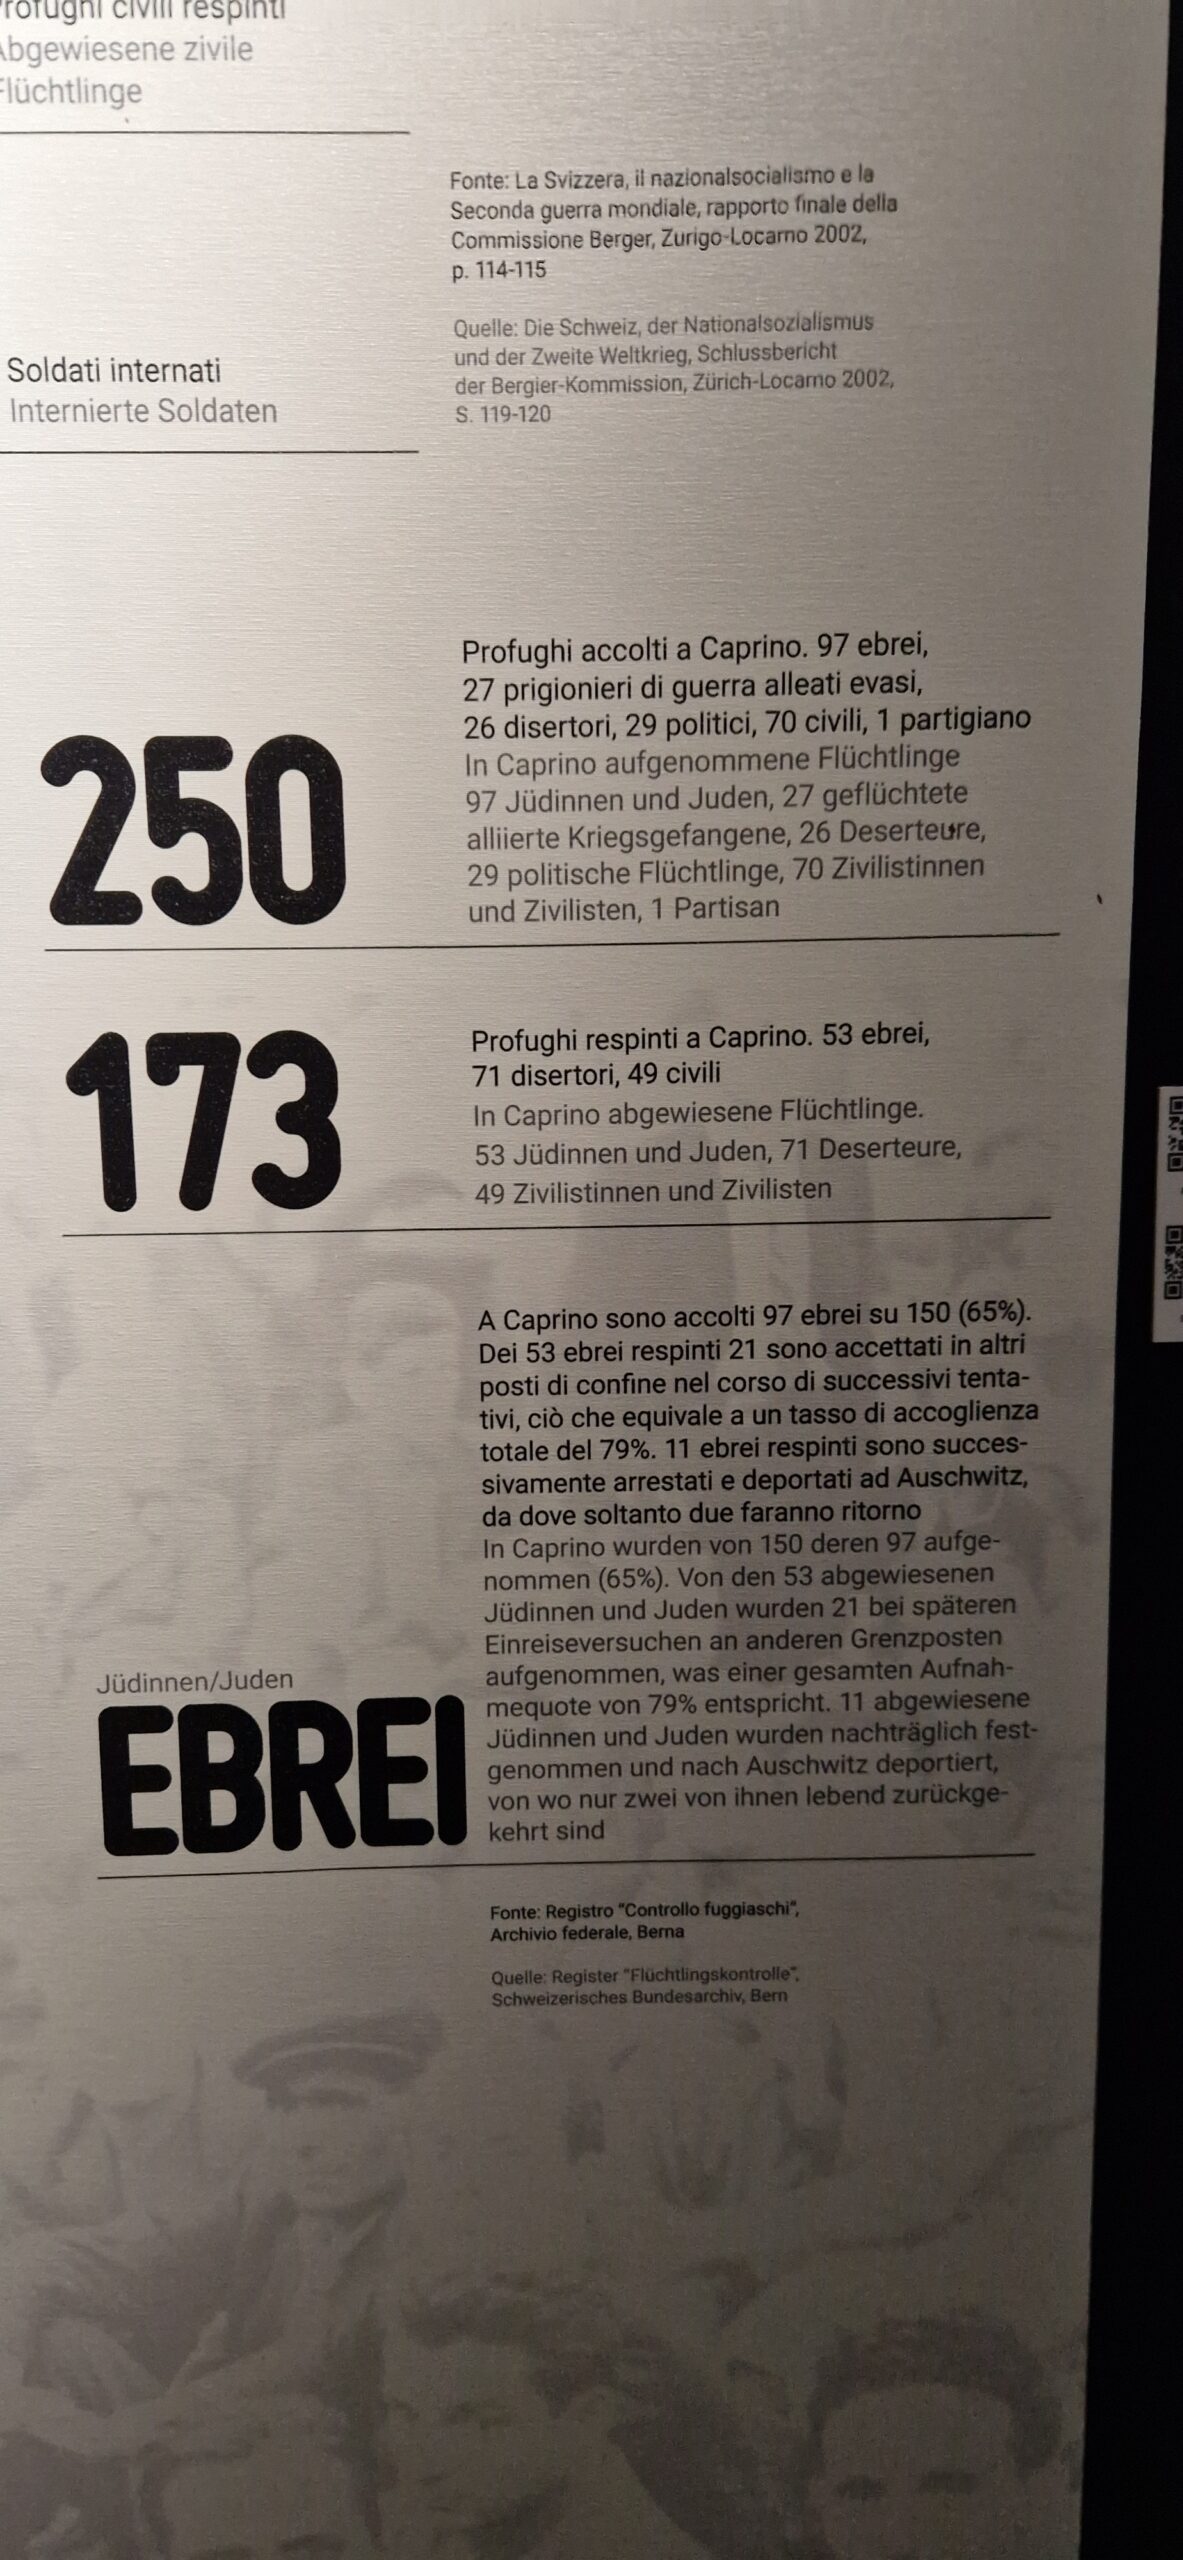 Profughi civili respinti
Abgewiesene zivile
Flüchtlinge
Fonte: La Svizzera, il nazionalsocialismo e la
Seconda guerra mondiale, rapporto finale della
Commissione Berger, Zurigo-Locarno 2002,
p. 114-115
Quelle: Die Schweiz, der Nationalsozialismus
und der Zweite Weltkrieg, Schlussbericht
der Bergier-Kommission, Zürich-Locarno 2002,
S. 119-120
Soldati internati
Internierte Soldaten
250
Profughi accolti a Caprino. 97 ebrei,
27 prigionieri di guerra alleati evasi,
26 disertori, 29 politici, 70 civili, 1 partigiano
In Caprino aufgenommene Flüchtlinge
97 Jüdinnen und Juden, 27 geflüchtete
alliierte Kriegsgefangene, 26 Deserteure,
29 politische Flüchtlinge, 70 Zivilistinnen
und Zivilisten, 1 Partisan
173
Profughi respinti a Caprino. 53 ebrei,
71 disertori, 49 civili
In Caprino abgewiesene Flüchtlinge.
53 Jüdinnen und Juden, 71 Deserteure,
49 Zivilistinnen und Zivilisten
Jüdinnen/Juden
EBREI
A Caprino sono accolti 97 ebrei su 150 (65%).
Dei 53 ebrei respinti 21 sono accettati in altri
posti di confine nel corso di successivi tenta-
tivi, ciò che equivale a un tasso di accoglienza
totale del 79%. 11 ebrei respinti sono succes-
sivamente arrestati e deportati ad Auschwitz,
da dove soltanto due faranno ritorno
In Caprino wurden von 150 deren 97 aufge-
nommen (65%). Von den 53 abgewiesenen
Jüdinnen und Juden wurden 21 bei späteren
Einreiseversuchen an anderen Grenzposten
aufgenommen, was einer gesamten Aufnah-
mequote von 79% entspricht. 11 abgewiesene
Jüdinnen und Juden wurden nachträglich fest-
genommen und nach Auschwitz deportiert,
von wo nur zwei von ihnen lebend zurückge-
kehrt sind
Fonte: Registro "Controllo fuggiaschi",
Archivio federale, Berna
Quelle: Register "Flüchtlingskontrolle",
Schweizerisches Bundesarchiv, Bern